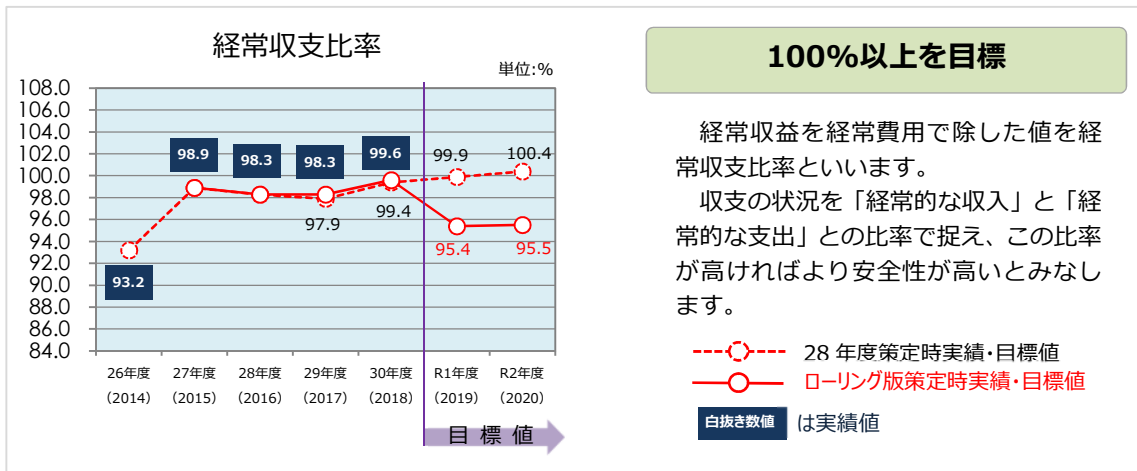 経常収支比率
単位:%
108.0
106.0
104.0
102.0
100.0
98.0
96.0
94.0
92.0
90.0
88.0
86.0
84.0
93.2
98.9
98.3
98.3
97.9
99.6
99.4
99.9
95.4
100.4
95.5
26年度 27年度 28年度 29年度 30年度 R1年度 R2年度
(2014) (2015) (2016) (2017) (2018) (2019) (2020)
目標値
100%以上を目標
経常収益を経常費用で除した値を経
常収支比率といいます。
収支の状況を「経常的な収入」と「経
常的な支出」との比率で捉え、この比率
が高ければより安全性が高いとみなし
ます。
28年度策定時実績・目標値
ローリング版策定時実績・目標値
白抜き数値 は実績値